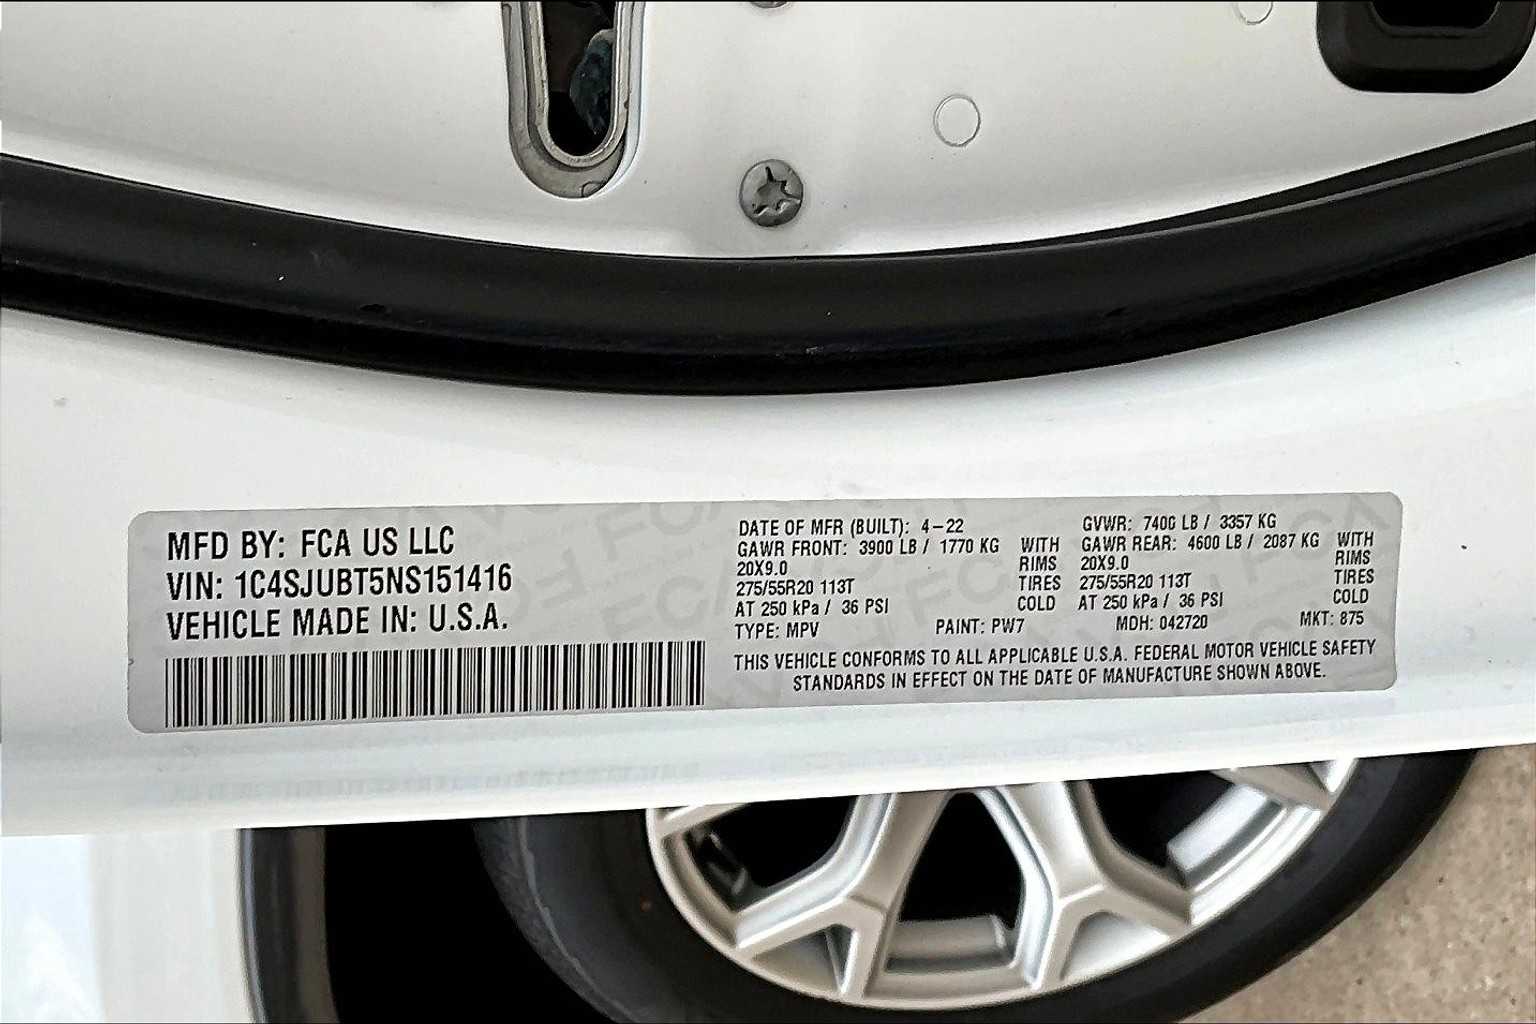 MFD BY: FCA US LLC
VIN: 1C4SJUBT5NS151416
VEHICLE MADE IN: U.S.A.
DATE OF MFR (BUILT): 4-22
GAWR FRONT: 3900 LB / 1770 KG WITH
20X9.0 RIMS
275/55R20 113T TIRES
AT 250 kPa / 36 PSI COLD
GVWR: 7400 LB / 3357 KG
GAWR REAR: 4600 LB / 2087 KG WITH
20X9.0 RIMS
275/55R20 113T TIRES
AT 250 kPa / 36 PSI COLD
TYPE: MPV PAINT: PW7 MDH: 042720 MKT: 875
THIS VEHICLE CONFORMS TO ALL APPLICABLE U.S.A. FEDERAL MOTOR VEHICLE SAFETY
STANDARDS IN EFFECT ON THE DATE OF MANUFACTURE SHOWN ABOVE.